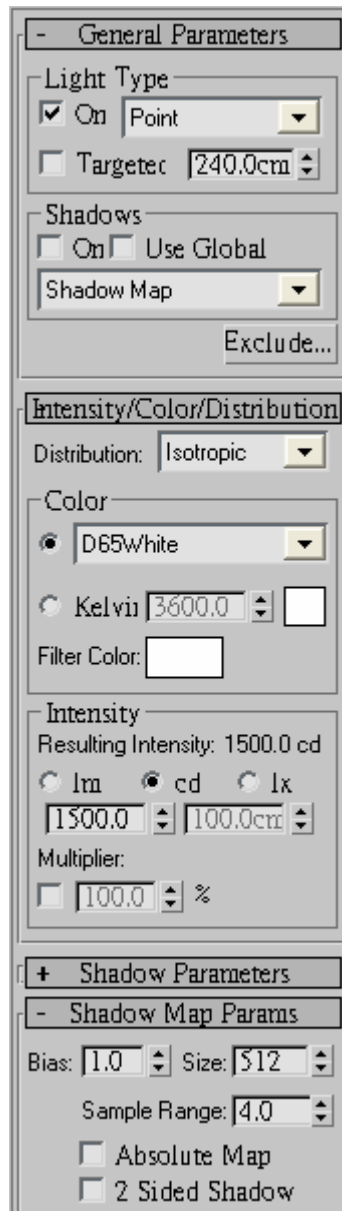 - General Parameters
Light Type
On Point
Targetec 240.0cm
Shadows
On Use Global
Shadow Map
Exclude...
Intensity/Color/Distribution
Distribution: Isotropic
Color
D65White
Kelvin 3600.0
Filter Color:
Intensity
Resulting Intensity: 1500.0 cd
lm cd lx
1500.0 100.0cm
Multiplier:
100.0 %
+ Shadow Parameters
- Shadow Map Params
Bias: 1.0 Size: 512
Sample Range: 4.0
Absolute Map
2 Sided Shadow